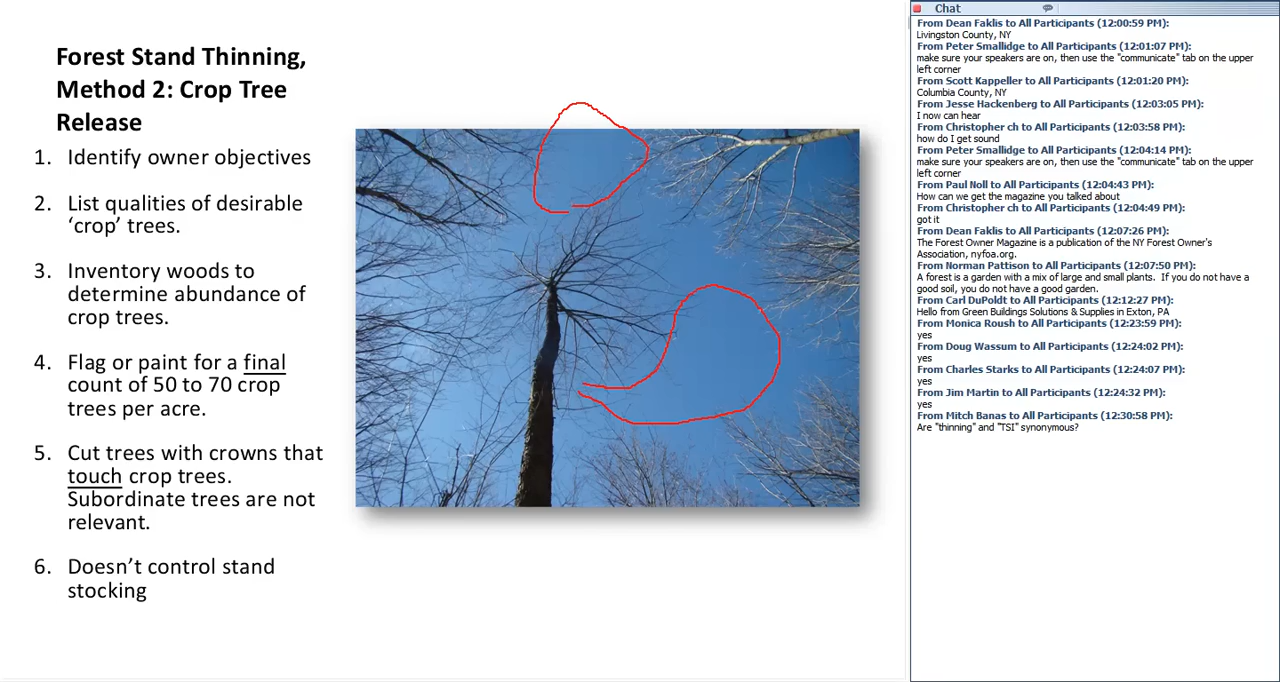 Forest Stand Thinning,
Method 2: Crop Tree
Release
1. Identify owner objectives
2. List qualities of desirable
‘crop’ trees.
3. Inventory woods to
determine abundance of
crop trees.
4. Flag or paint for a final
count of 50 to 70 crop
trees per acre.
5. Cut trees with crowns that
touch crop trees.
Subordinate trees are not
relevant.
6. Doesn’t control stand
stocking
Chat
From Dean Faklis to All Participants (12:00:59 PM):
Livingston County, NY
From Peter Smallidge to All Participants (12:01:07 PM):
make sure your speakers are on, then use the "communicate" tab on the upper
left corner
From Scott Kappeller to All Participants (12:01:20 PM):
Columbia County, NY
From Jesse Hackenberg to All Participants (12:03:05 PM):
I now can hear
From Christopher ch to All Participants (12:03:58 PM):
how do I get sound
From Peter Smallidge to All Participants (12:04:14 PM):
make sure your speakers are on, then use the "communicate" tab on the upper
left corner
From Paul Noll to All Participants (12:04:43 PM):
How can we get the magazine you talked about
From Christopher ch to All Participants (12:04:49 PM):
got it
From Dean Faklis to All Participants (12:07:26 PM):
The Forest Owner Magazine is a publication of the NY Forest Owner's
Association, nyfoa.org.
From Norman Pattison to All Participants (12:07:50 PM):
A forest is a garden with a mix of large and small plants. If you do not have a
good soil, you do not have a good garden.
From Carl DuPoldt to All Participants (12:12:27 PM):
Hello from Green Buildings Solutions & Supplies in Exton, PA
From Monica Roush to All Participants (12:23:59 PM):
yes
From Doug Wassum to All Participants (12:24:02 PM):
yes
From Charles Starks to All Participants (12:24:07 PM):
yes
From Jim Martin to All Participants (12:24:32 PM):
yes
From Mitch Banas to All Participants (12:30:58 PM):
Are "thinning" and "TSI" synonymous?